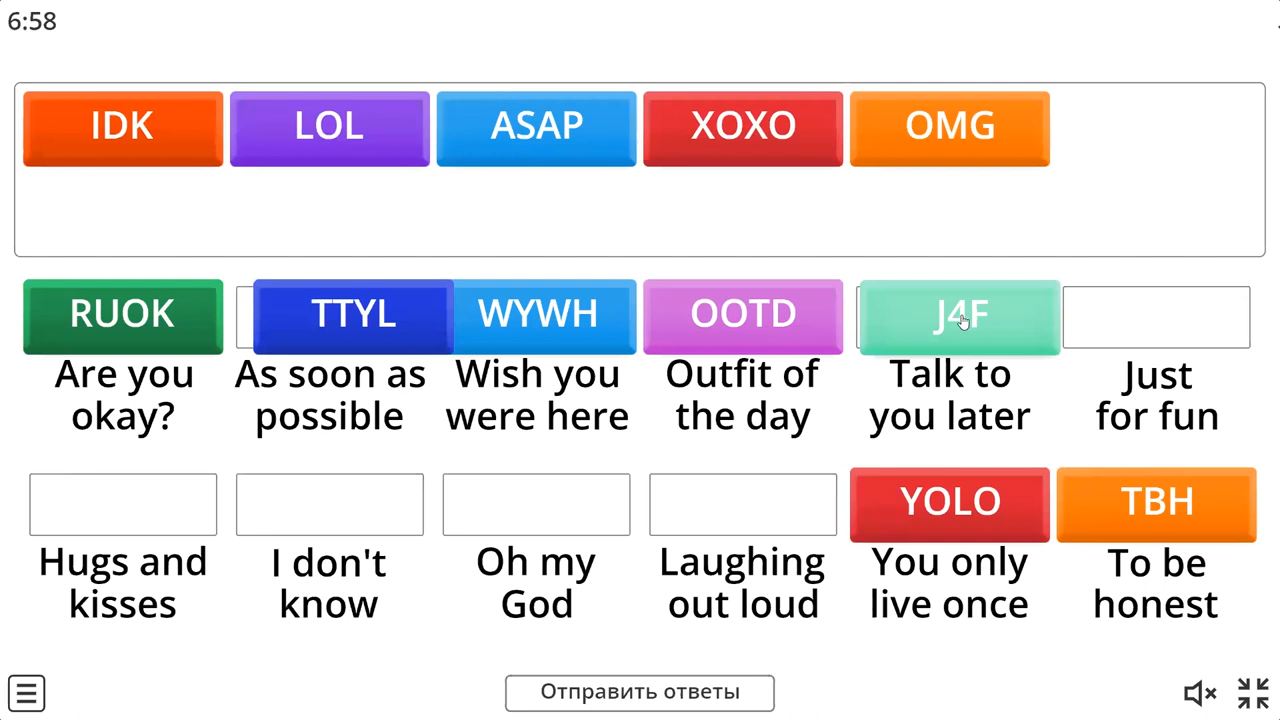 6:58
IDK LOL ASAP XOXO OMG
RUOK TTYL WYWH OOTD J4F
Are you As soon as Wish you Outfit of Talk to Just
okay? possible were here the day you later for fun
YOLO TBH
Hugs and I don't Oh my Laughing You only To be
kisses know God out loud live once honest
Отправить ответы